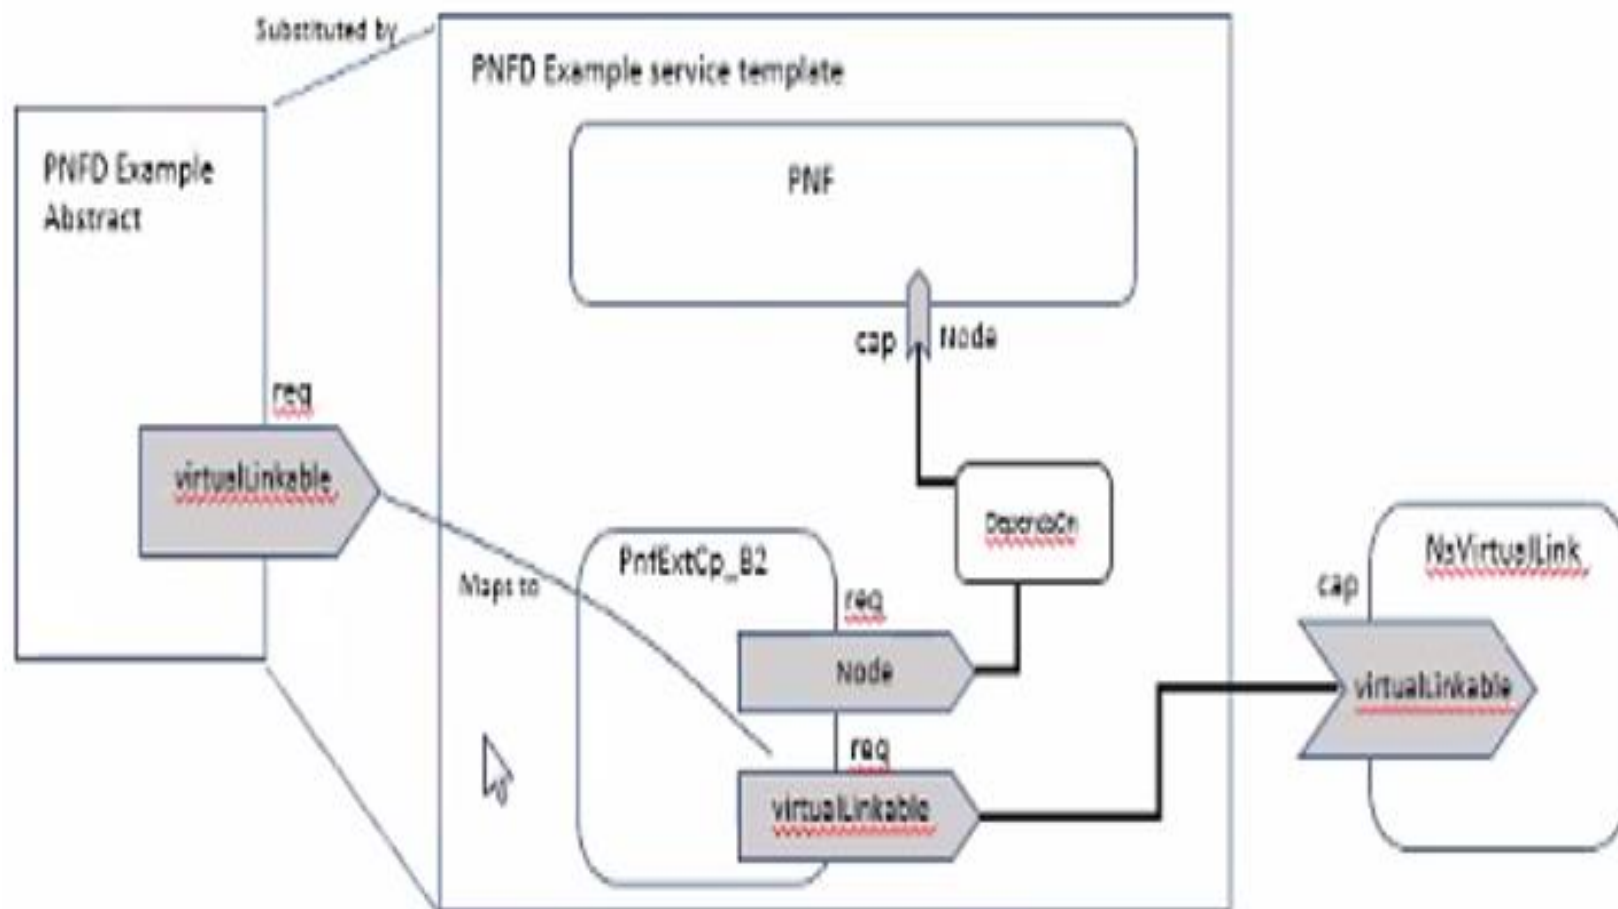 Substituted by
PNFD Example service template
PNFD Example
Abstract
PNF
cap
Node
req
virtualLinkable
DependsOn
PnfExtCp_B2
NsVirtualLink
Maps to
cap
req
Node
virtualLinkable
req
virtualLinkable